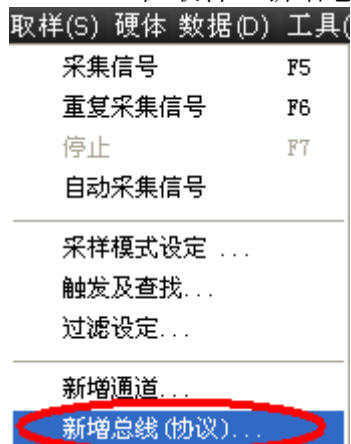 取样(S) 硬体 数据(D) 工具(
采集信号 F5
重复采集信号 F6
停止 F7
自动采集信号
采样模式设定 ...
触发及查找...
过滤设定...
新增通道...
新增总线(协议)...